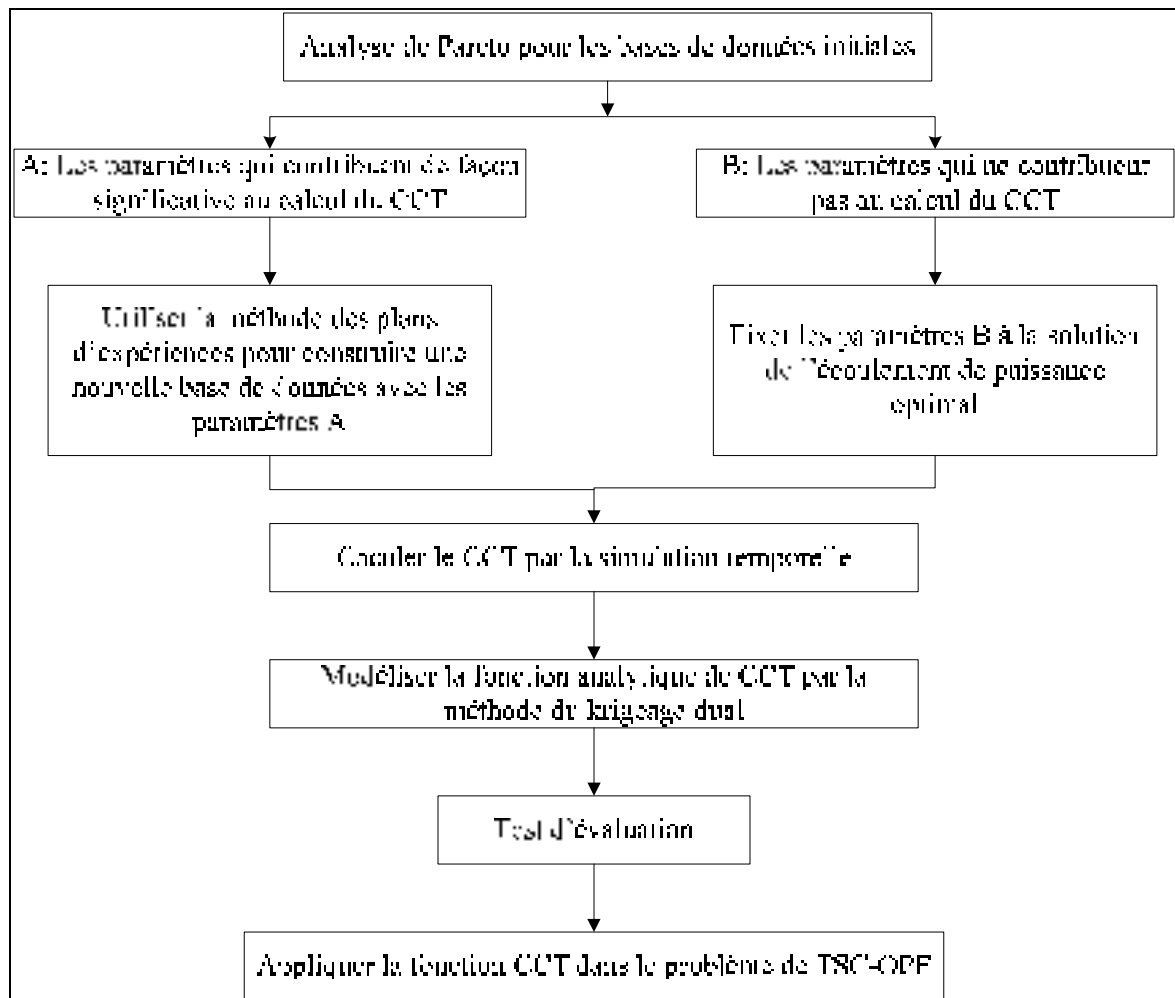 Analyse de Pareto pour les bases de données initiales
A: Les paramètres qui contribuent de façon
significative au calcul du CCT
B: Les paramètres qui ne contribuent
pas au calcul du CCT
Utiliser la méthode des plans
d'expériences pour construire une
nouvelle base de données avec les
paramètres A
Fixer les paramètres B à la solution
de l'écoulement de puissance
optimal
Calculer le CCT par la simulation temporelle
Modéliser la fonction analytique de CCT par la
méthode du krigeage dual
Test d'évaluation
Appliquer la fonction CCT dans le problème de TSC-OPF